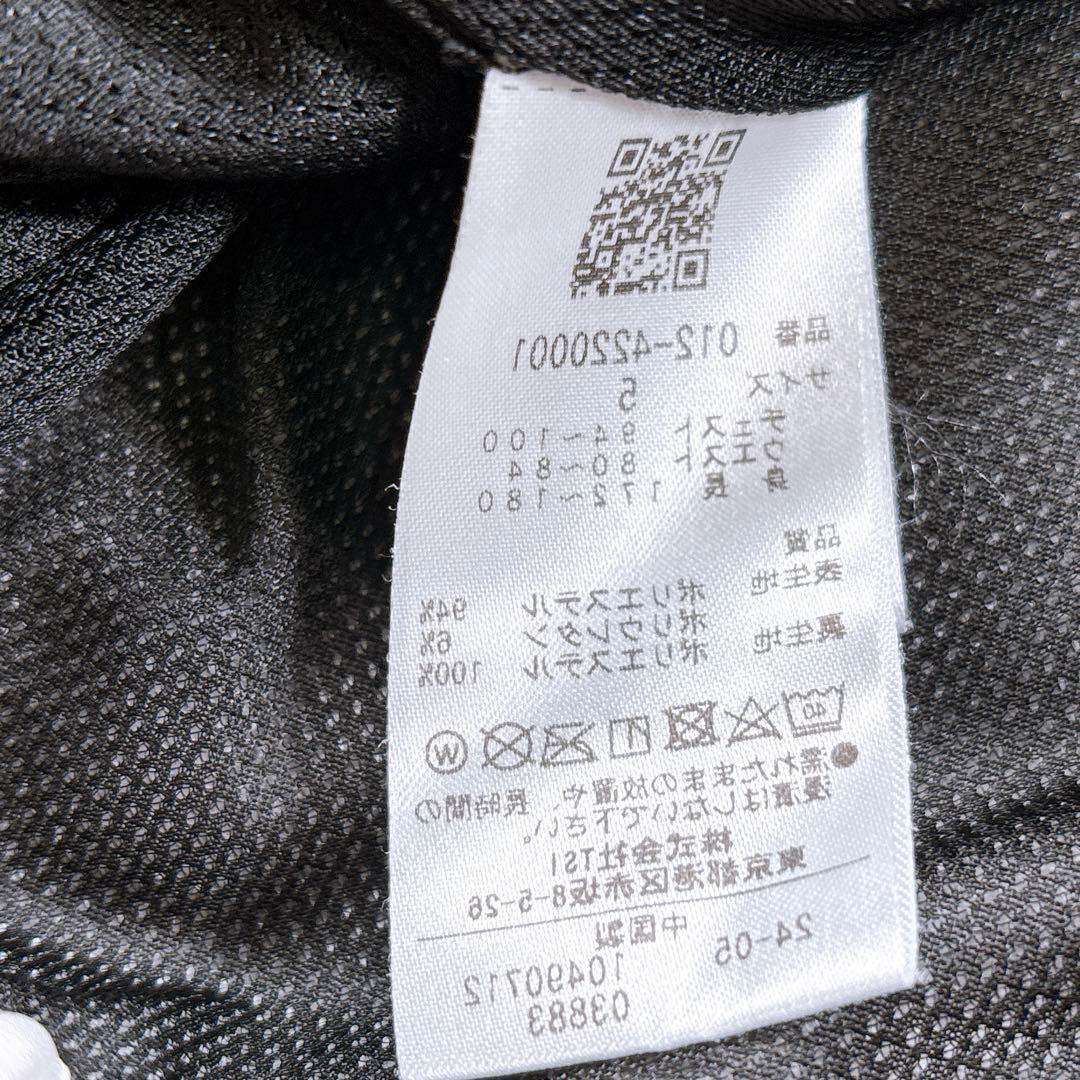 品番 012-4220001
サイズ 5
チェスト 94~100
ウエスト 80~84
身長 172~180
品質
表生地 ポリエステル 94%
ポリウレタン 6%
裏生地 ポリエステル 100%
40
W
●濡れたままの放置や、長時間の
浸漬はしないで下さい。
株式会社TSI
東京都港区赤坂8-5-26
24-05 中国製
10490712
03883